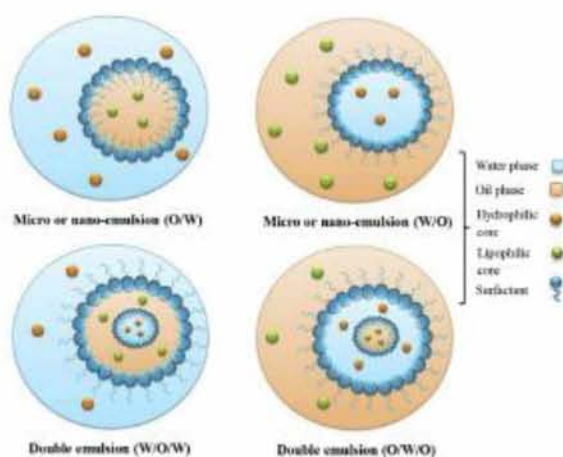 Micro or nano-emulsion (O/W)
Micro or nano-emulsion (W/O)
Water phase
Oil phase
Hydrophilic
core
Lipophilic
core
Surfactant
Double emulsion (W/O/W)
Double emulsion (O/W/O)